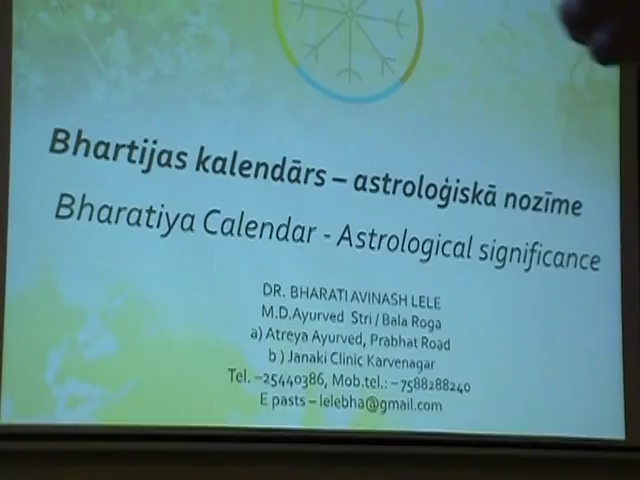 Bhartijas kalendārs – astroloģiskā nozīme
Bharatiya Calendar - Astrological significance
DR. BHARATI AVINASH LELE
M.D.Ayurved Stri / Bala Roga
a) Atreya Ayurved, Prabhat Road
b ) Janaki Clinic Karvenagar
Tel. –25440386, Mob.tel.: – 7588288240
E pasts – lelebha@gmail.com